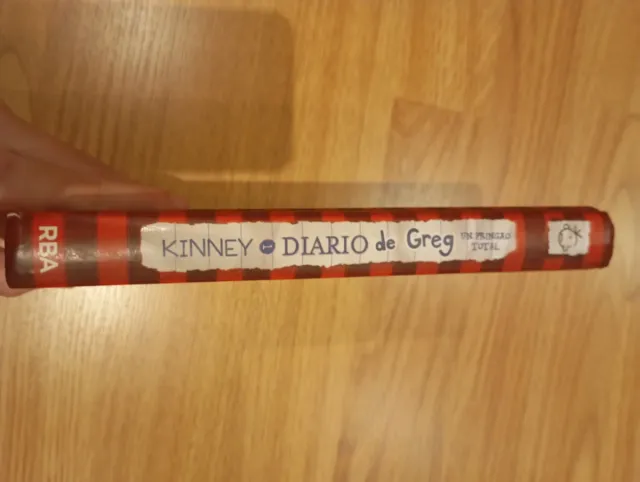 RBA
KINNEY 1 DIARIO de Greg
UN PRINGAO
TOTAL